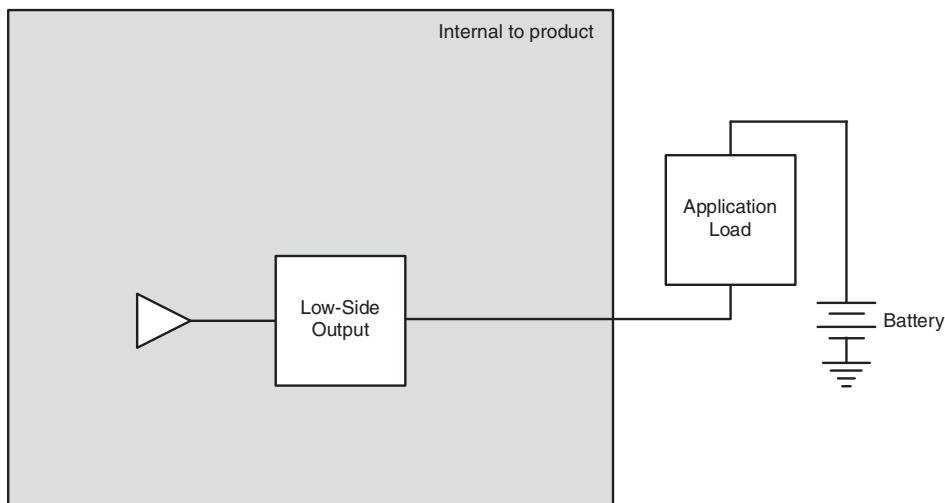 Internal to product
Application
Load
Low-Side
Output
Battery